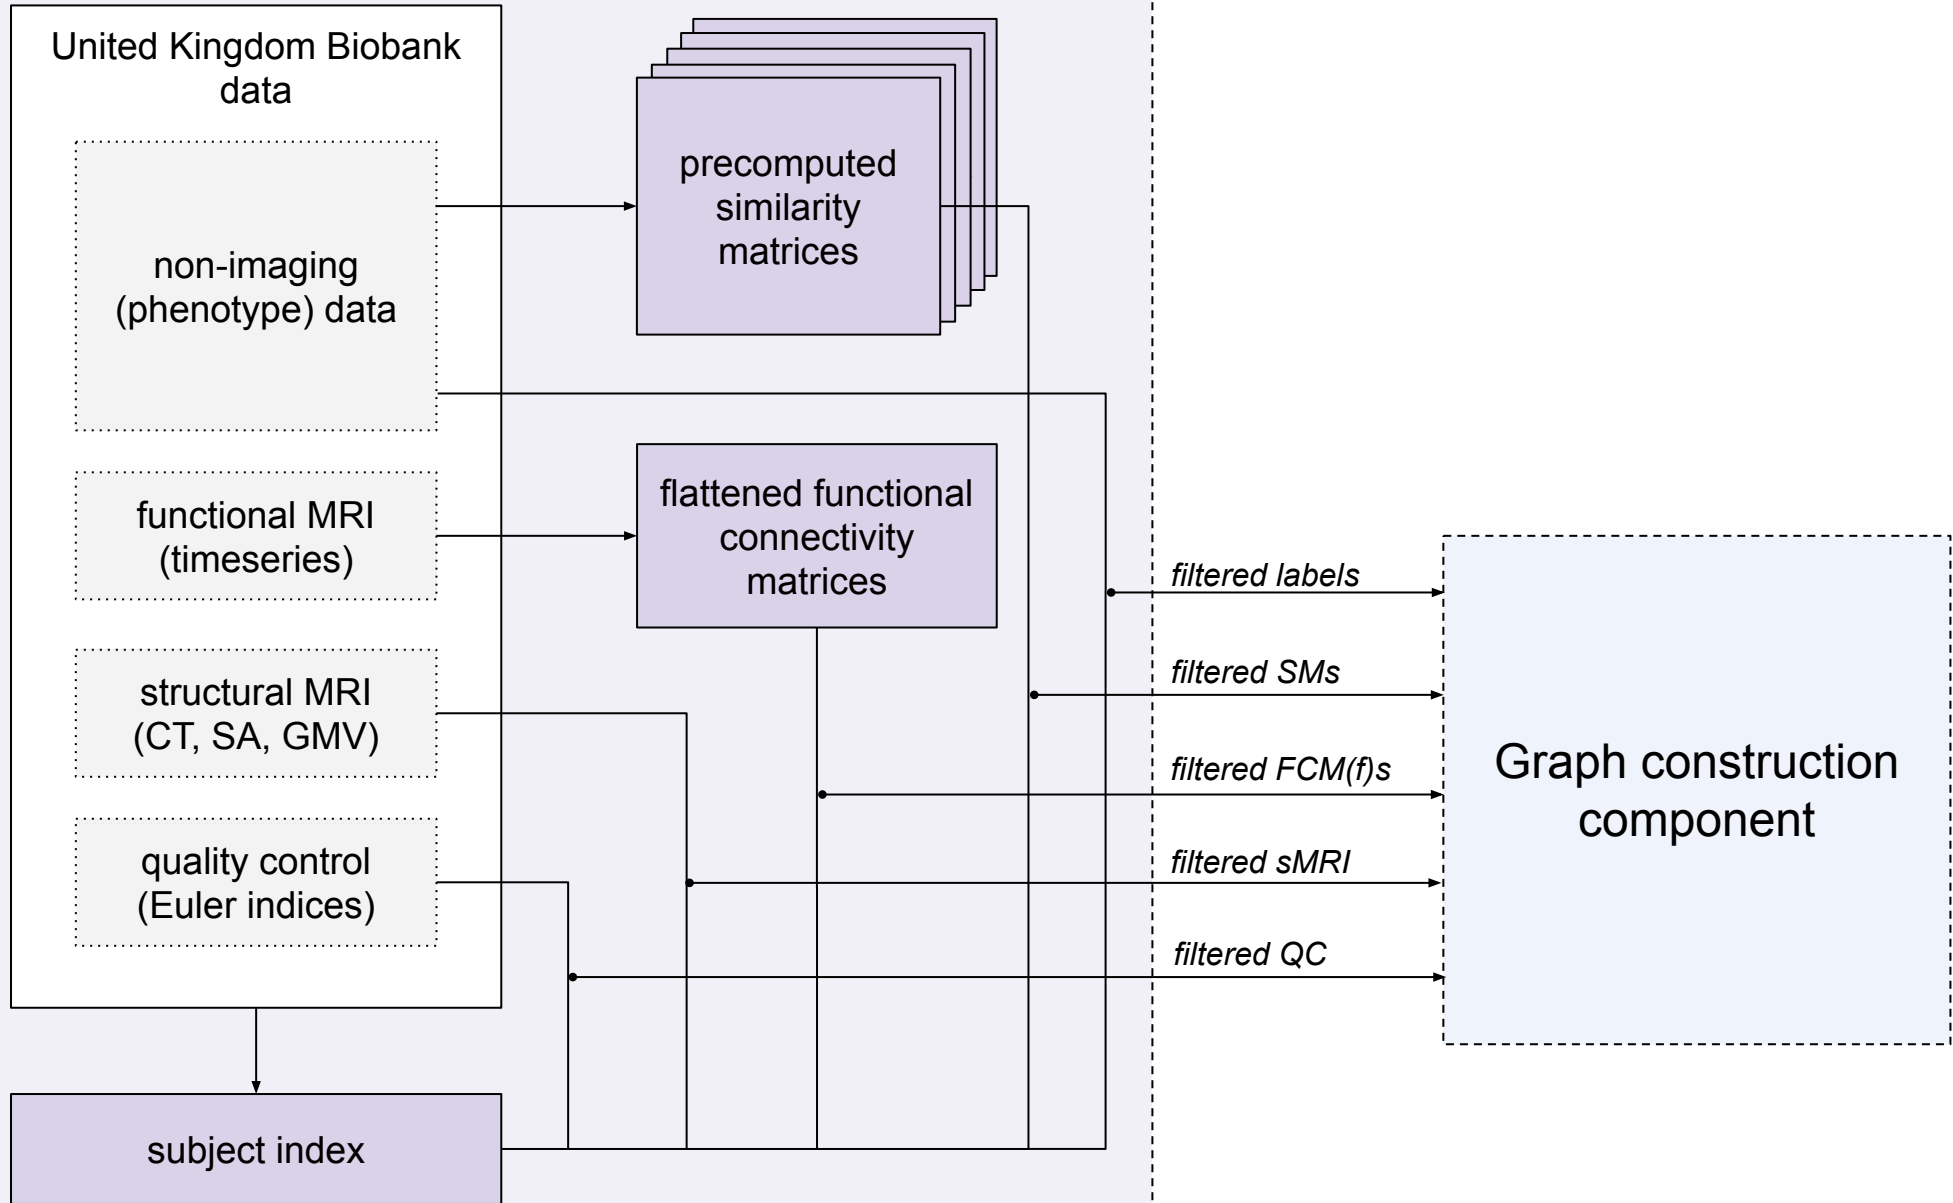 United Kingdom Biobank
data
non-imaging
(phenotype) data
functional MRI
(timeseries)
structural MRI
(CT, SA, GMV)
quality control
(Euler indices)
subject index
precomputed
similarity
matrices
flattened functional
connectivity
matrices
filtered labels
filtered SMs
filtered FCM(f)s
filtered sMRI
filtered QC
Graph construction
component